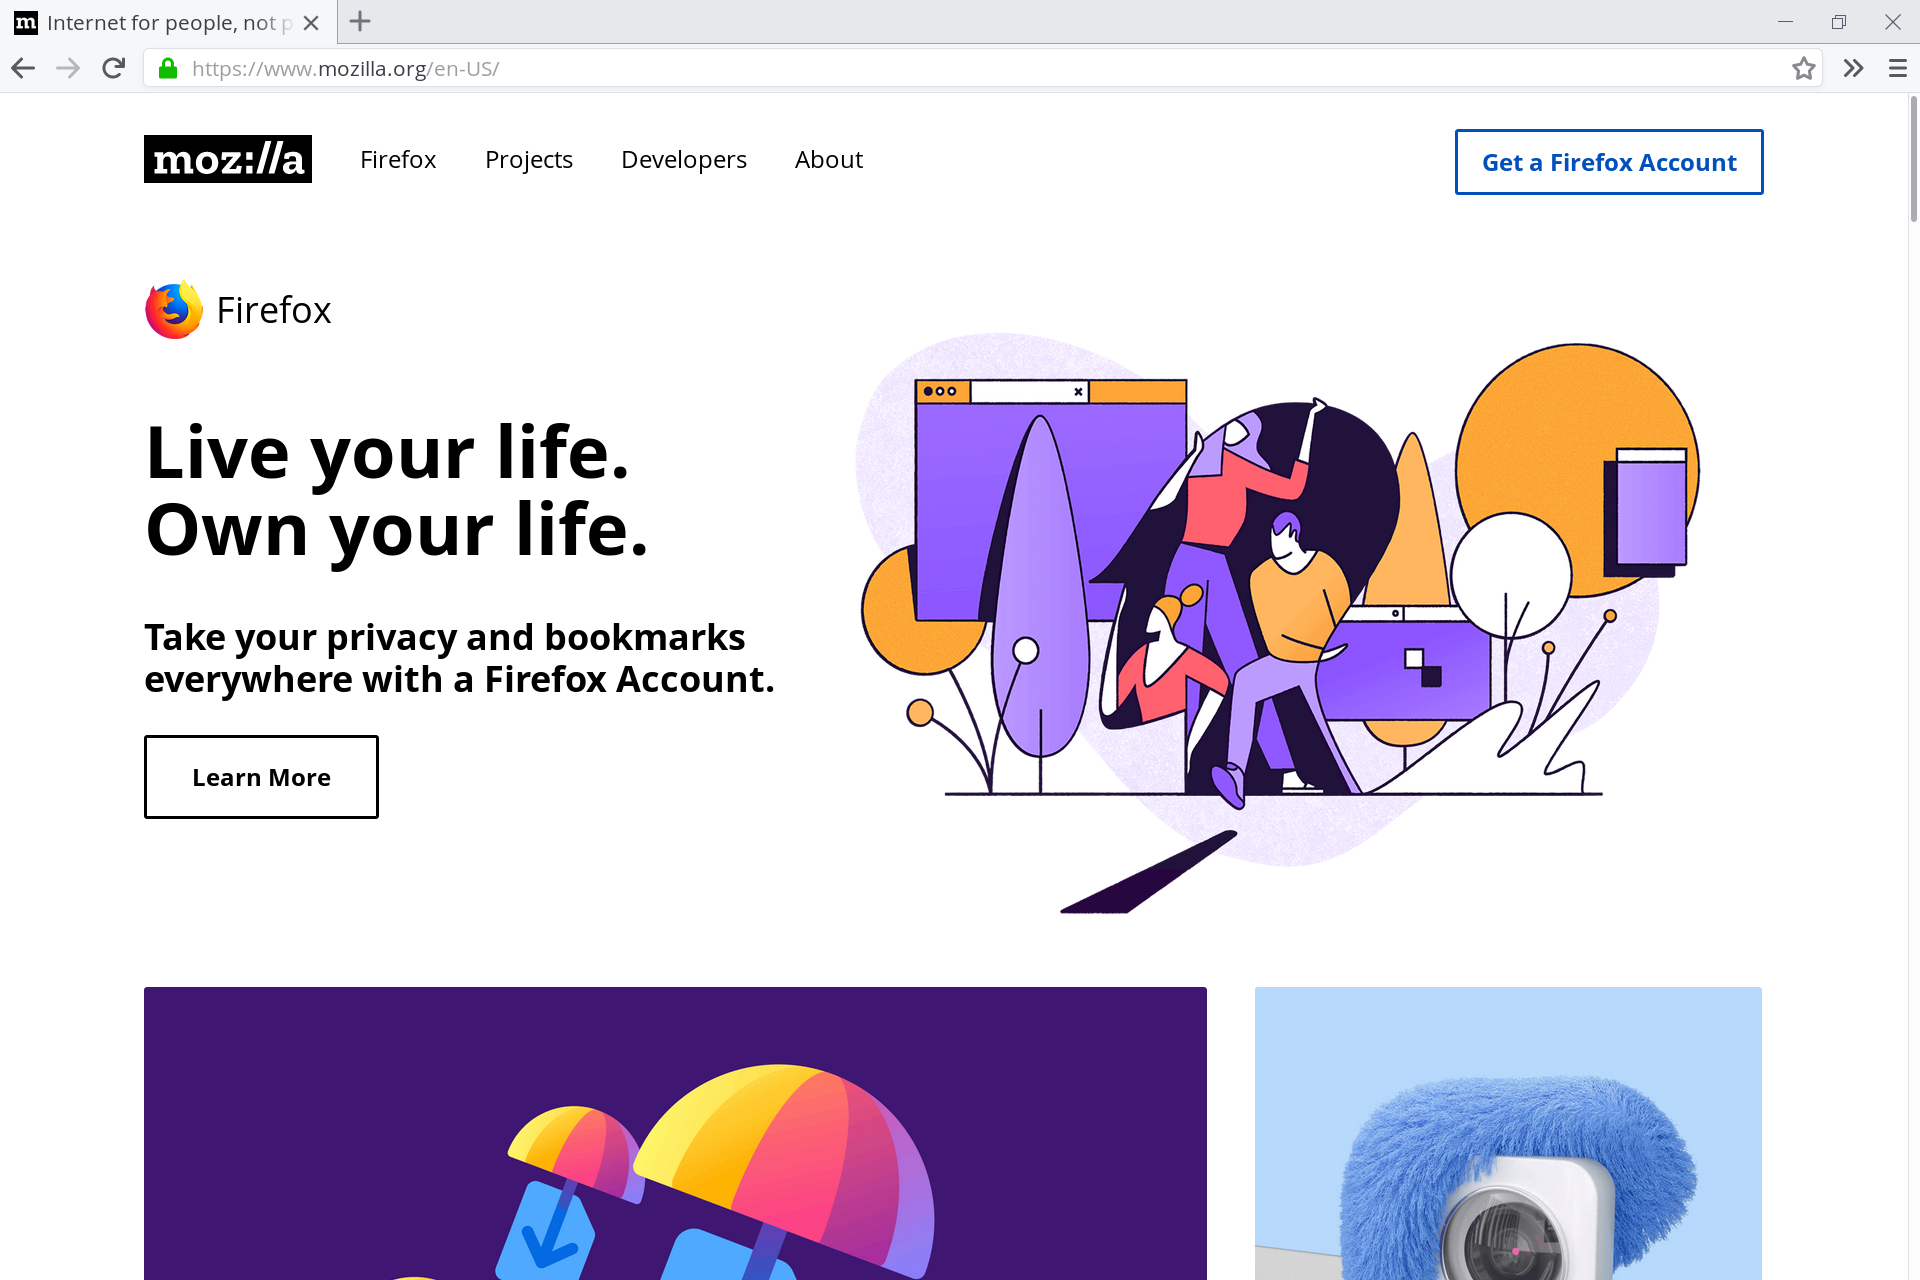 m Internet for people, not p
https://www.mozilla.org/en-US/
moz://a Firefox Projects Developers About Get a Firefox Account
Firefox
Live your life.
Own your life.
Take your privacy and bookmarks
everywhere with a Firefox Account.
Learn More